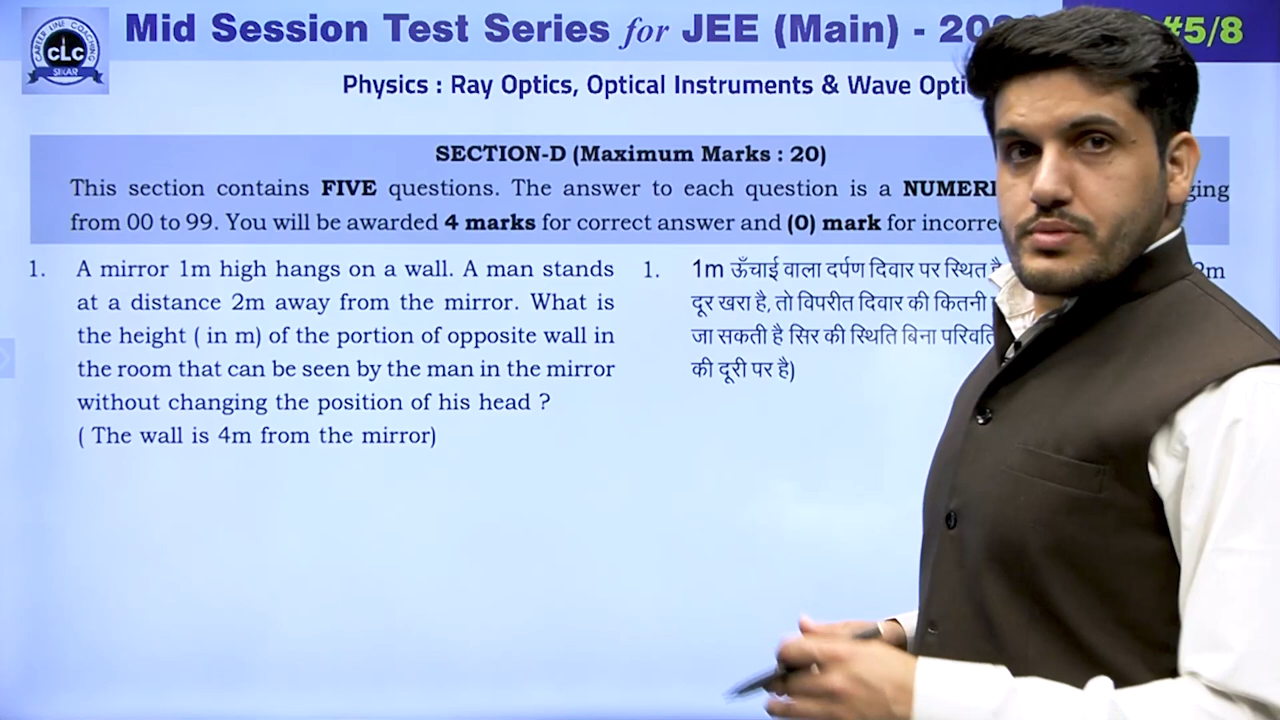 Mid Session Test Series for JEE (Main) - 20
#5/8
CAREER LINE COACHING
CLC
SIKAR
Physics : Ray Optics, Optical Instruments & Wave
SECTION-D (Maximum Marks : 20)
This section contains FIVE questions. The answer to each question is a
from 00 to 99. You will be awarded 4 marks for correct answer and (0) mark for
1. A mirror 1m high hangs on a wall. A man stands
at a distance 2m away from the mirror. What is
the height ( in m) of the portion of opposite wall in
the room that can be seen by the man in the mirror
without changing the position of his head ?
( The wall is 4m from the mirror)
1. 1m ऊँचाई वाला दर्पण दिवार पर स्थित 2m
दूर खरा है, तो विपरीत दिवार की कितनी
जा सकती है सिर की स्थिति बिना
की दूरी पर है)